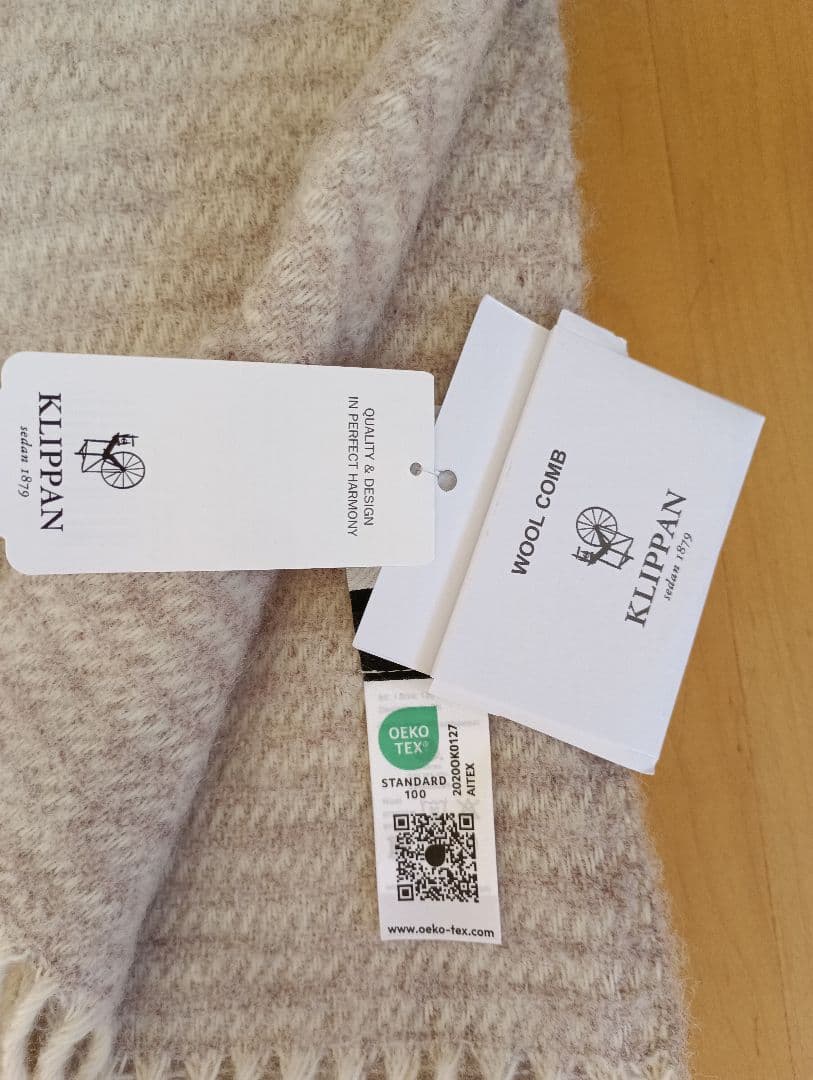 KLIPPAN
sedan 1879
QUALITY & DESIGN
IN PERFECT HARMONY
WOOL COMB
KLIPPAN
sedan 1879
OEKO
TEX®
STANDARD
100
2020OK0127
AITEX
www.oeko-tex.com